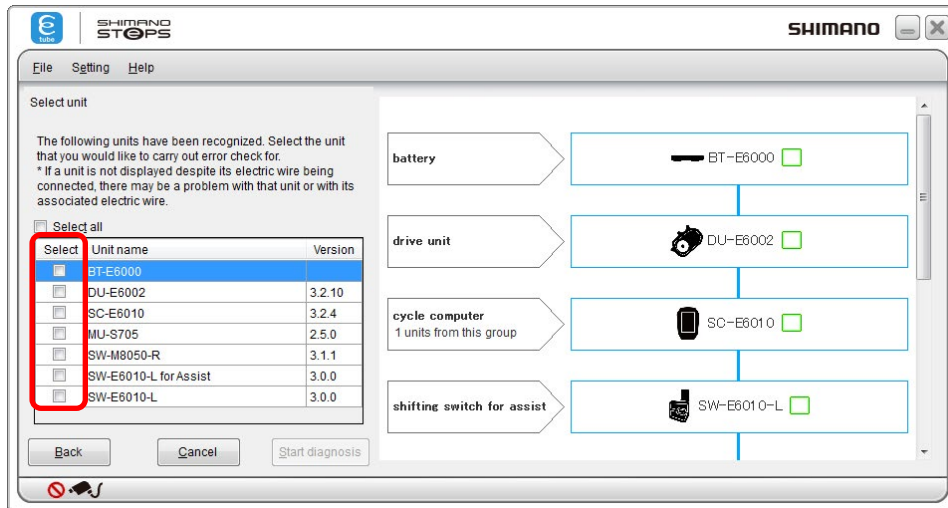 E
tube
SHIMANO
STEPS
SHIMANO
File Setting Help
Select unit
The following units have been recognized. Select the unit
that you would like to carry out error check for.
* If a unit is not displayed despite its electric wire being
connected, there may be a problem with that unit or with its
associated electric wire.
Select all
Select Unit name Version
BT-E6000
DU-E6002 3.2.10
SC-E6010 3.2.4
MU-S705 2.5.0
SW-M8050-R 3.1.1
SW-E6010-L for Assist 3.0.0
SW-E6010-L 3.0.0
Back Cancel Start diagnosis
battery
BT-E6000
drive unit
DU-E6002
cycle computer
1 units from this group
SC-E6010
shifting switch for assist
SW-E6010-L